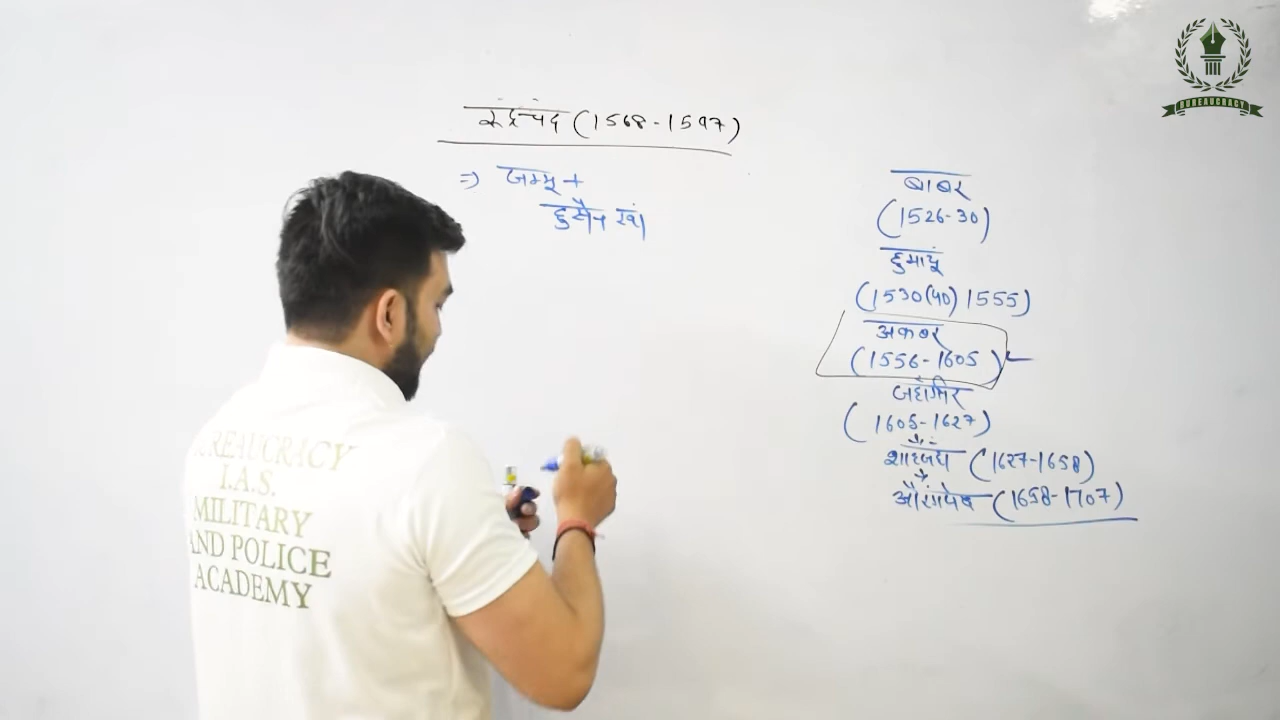 रुद्रचंद (1568-1597)
=> जम्मू +
हुसैन खां
बाबर
(1526-30)
हुमायूं
(1530(40) 1555)
अकबर
(1556-1605)
जहाँगिर
(1605-1627)
शाहजहां (1627-1658)
औरंगजेब (1658-1707)
BUREAUCRACY
I.A.S.
MILITARY
AND POLICE
ACADEMY
BUREAUCRACY